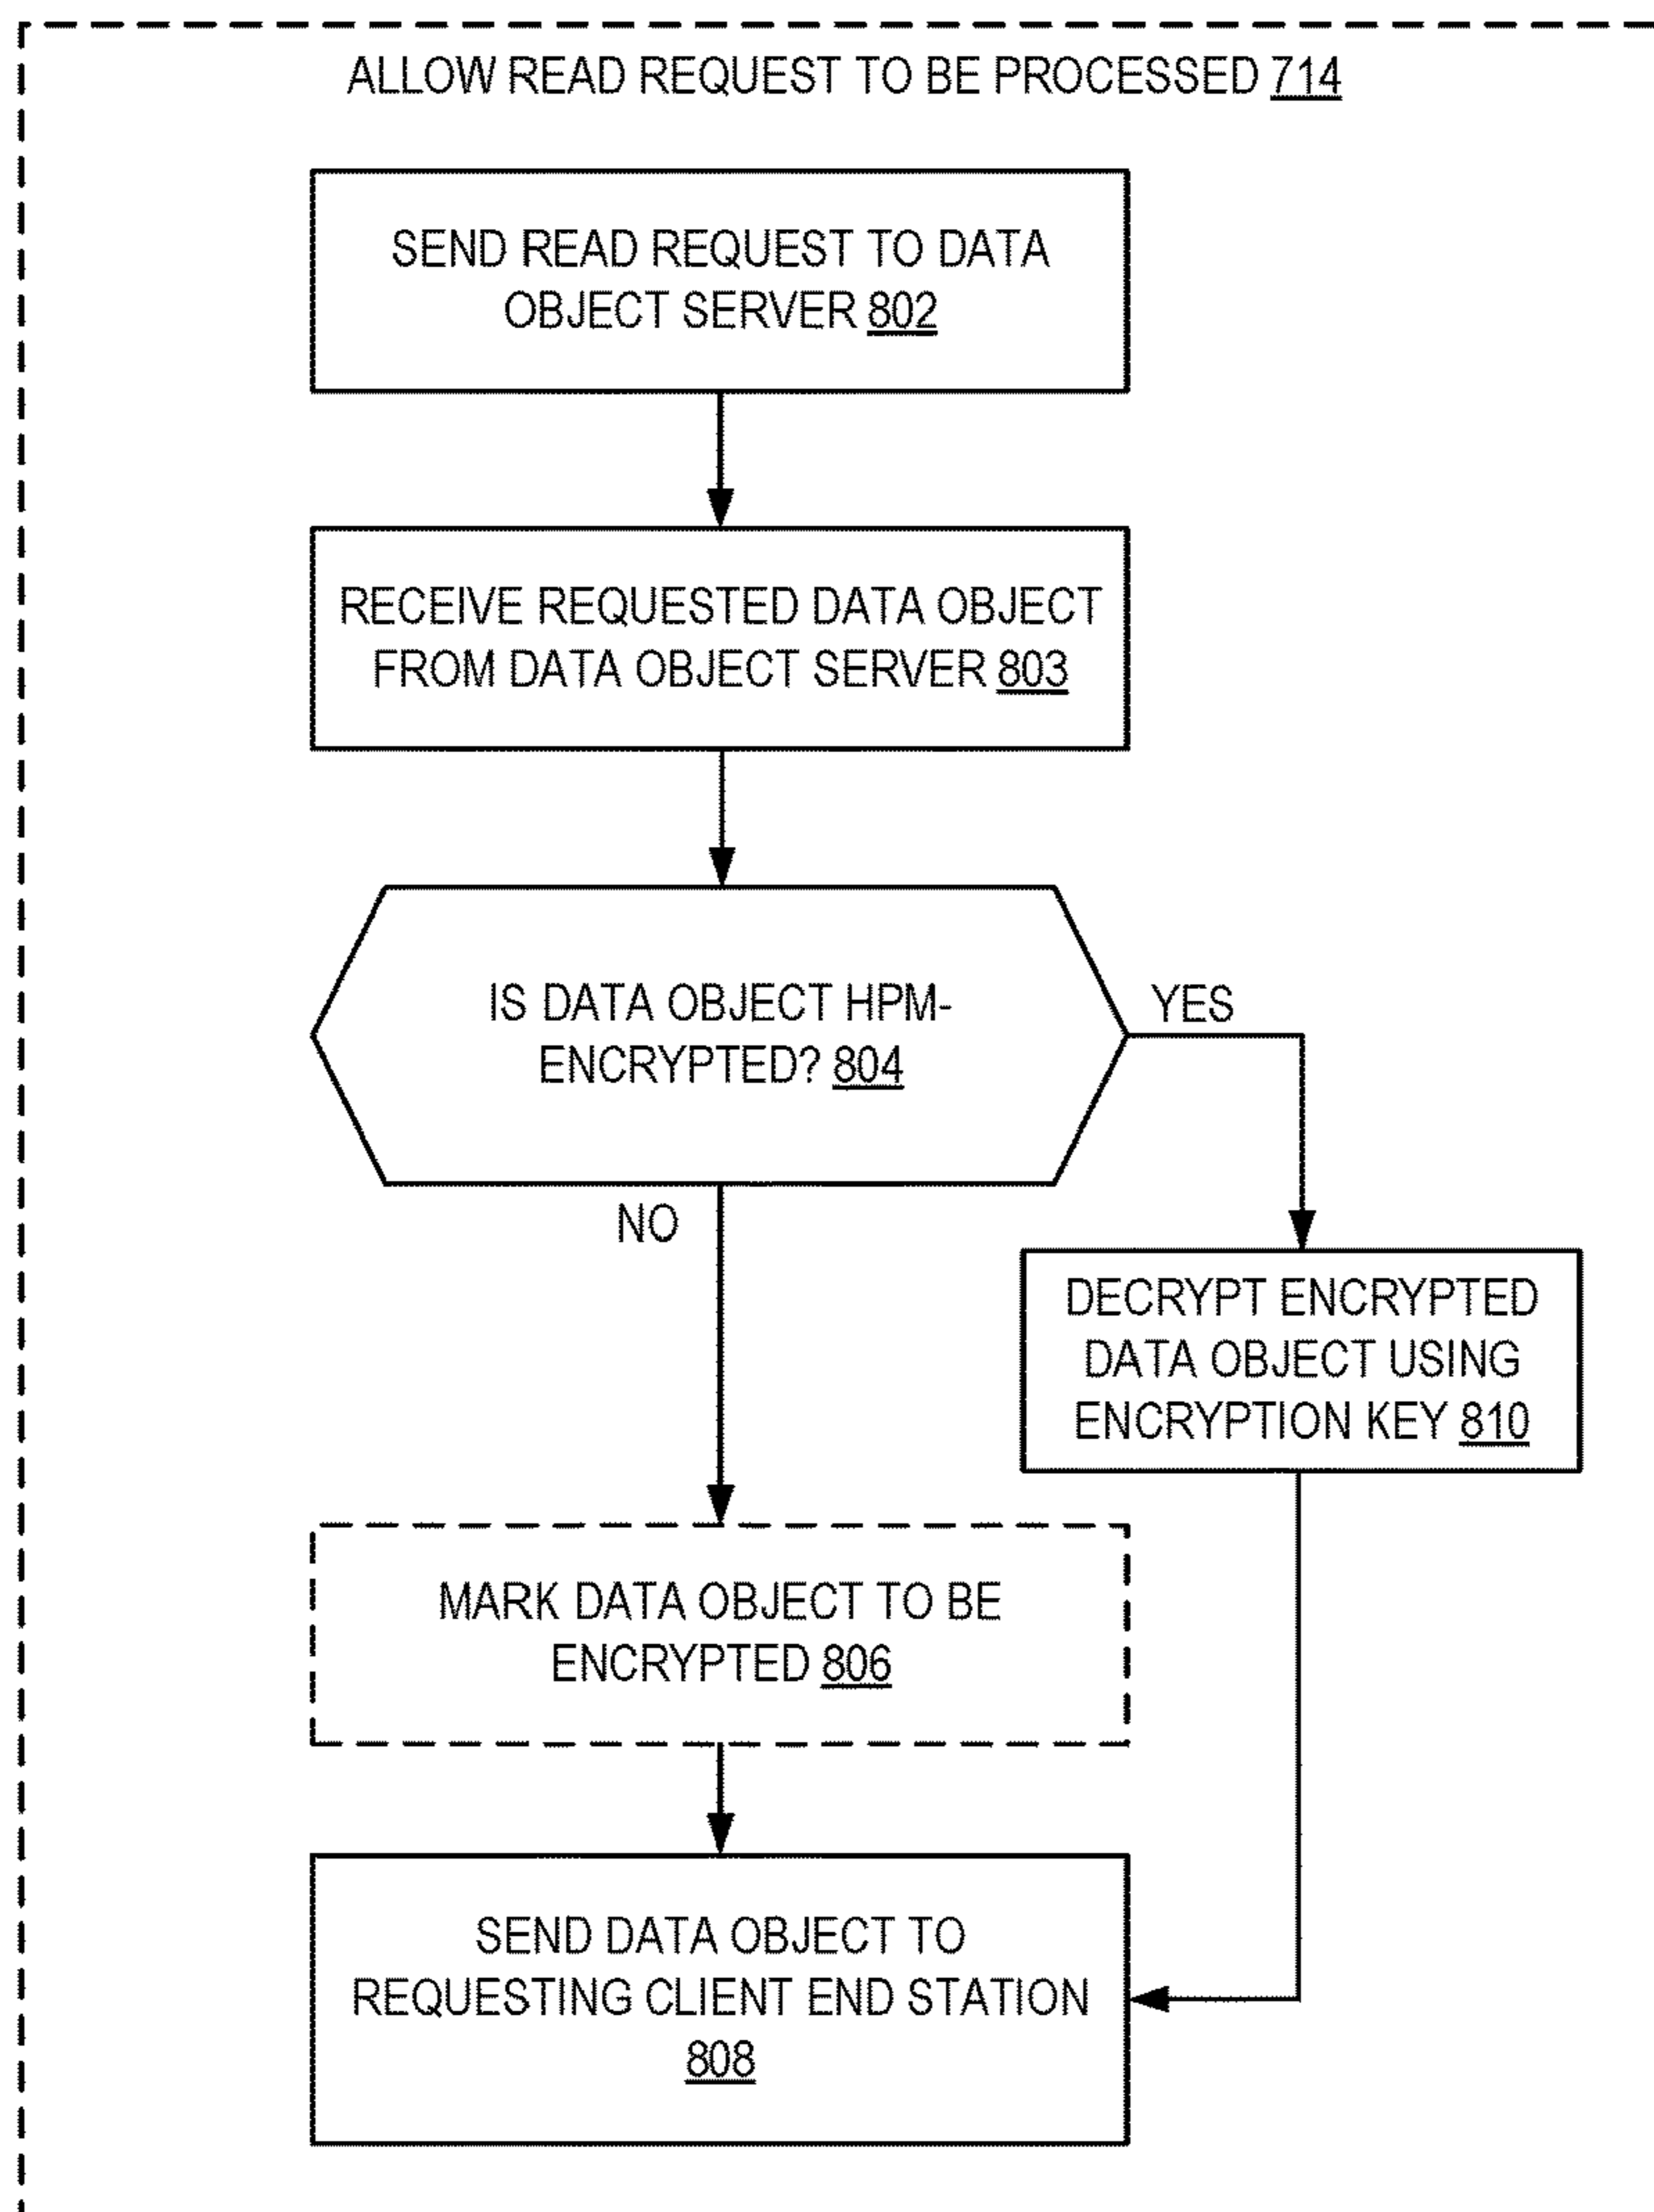 ALLOW READ REQUEST TO BE PROCESSED 714
SEND READ REQUEST TO DATA
OBJECT SERVER 802
RECEIVE REQUESTED DATA OBJECT
FROM DATA OBJECT SERVER 803
IS DATA OBJECT HPM-
ENCRYPTED? 804
YES
NO
DECRYPT ENCRYPTED
DATA OBJECT USING
ENCRYPTION KEY 810
MARK DATA OBJECT TO BE
ENCRYPTED 806
SEND DATA OBJECT TO
REQUESTING CLIENT END STATION
808